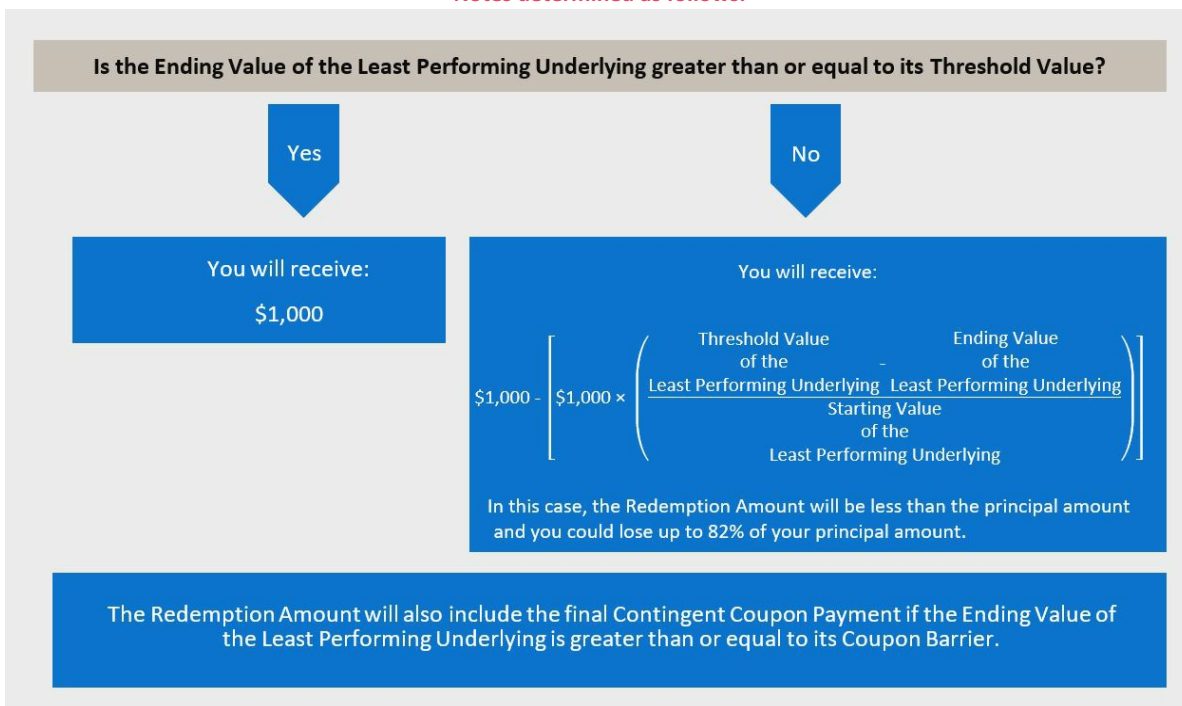 Notes determined as follows:
Is the Ending Value of the Least Performing Underlying greater than or equal to its Threshold Value?
Yes
No
You will receive:
$1,000
You will receive:
Threshold Value Ending Value
of the - of the
Least Performing Underlying Least Performing Underlying
$1,000 - $1,000 ×
Starting Value
of the
Least Performing Underlying
In this case, the Redemption Amount will be less than the principal amount
and you could lose up to 82% of your principal amount.
The Redemption Amount will also include the final Contingent Coupon Payment if the Ending Value of
the Least Performing Underlying is greater than or equal to its Coupon Barrier.